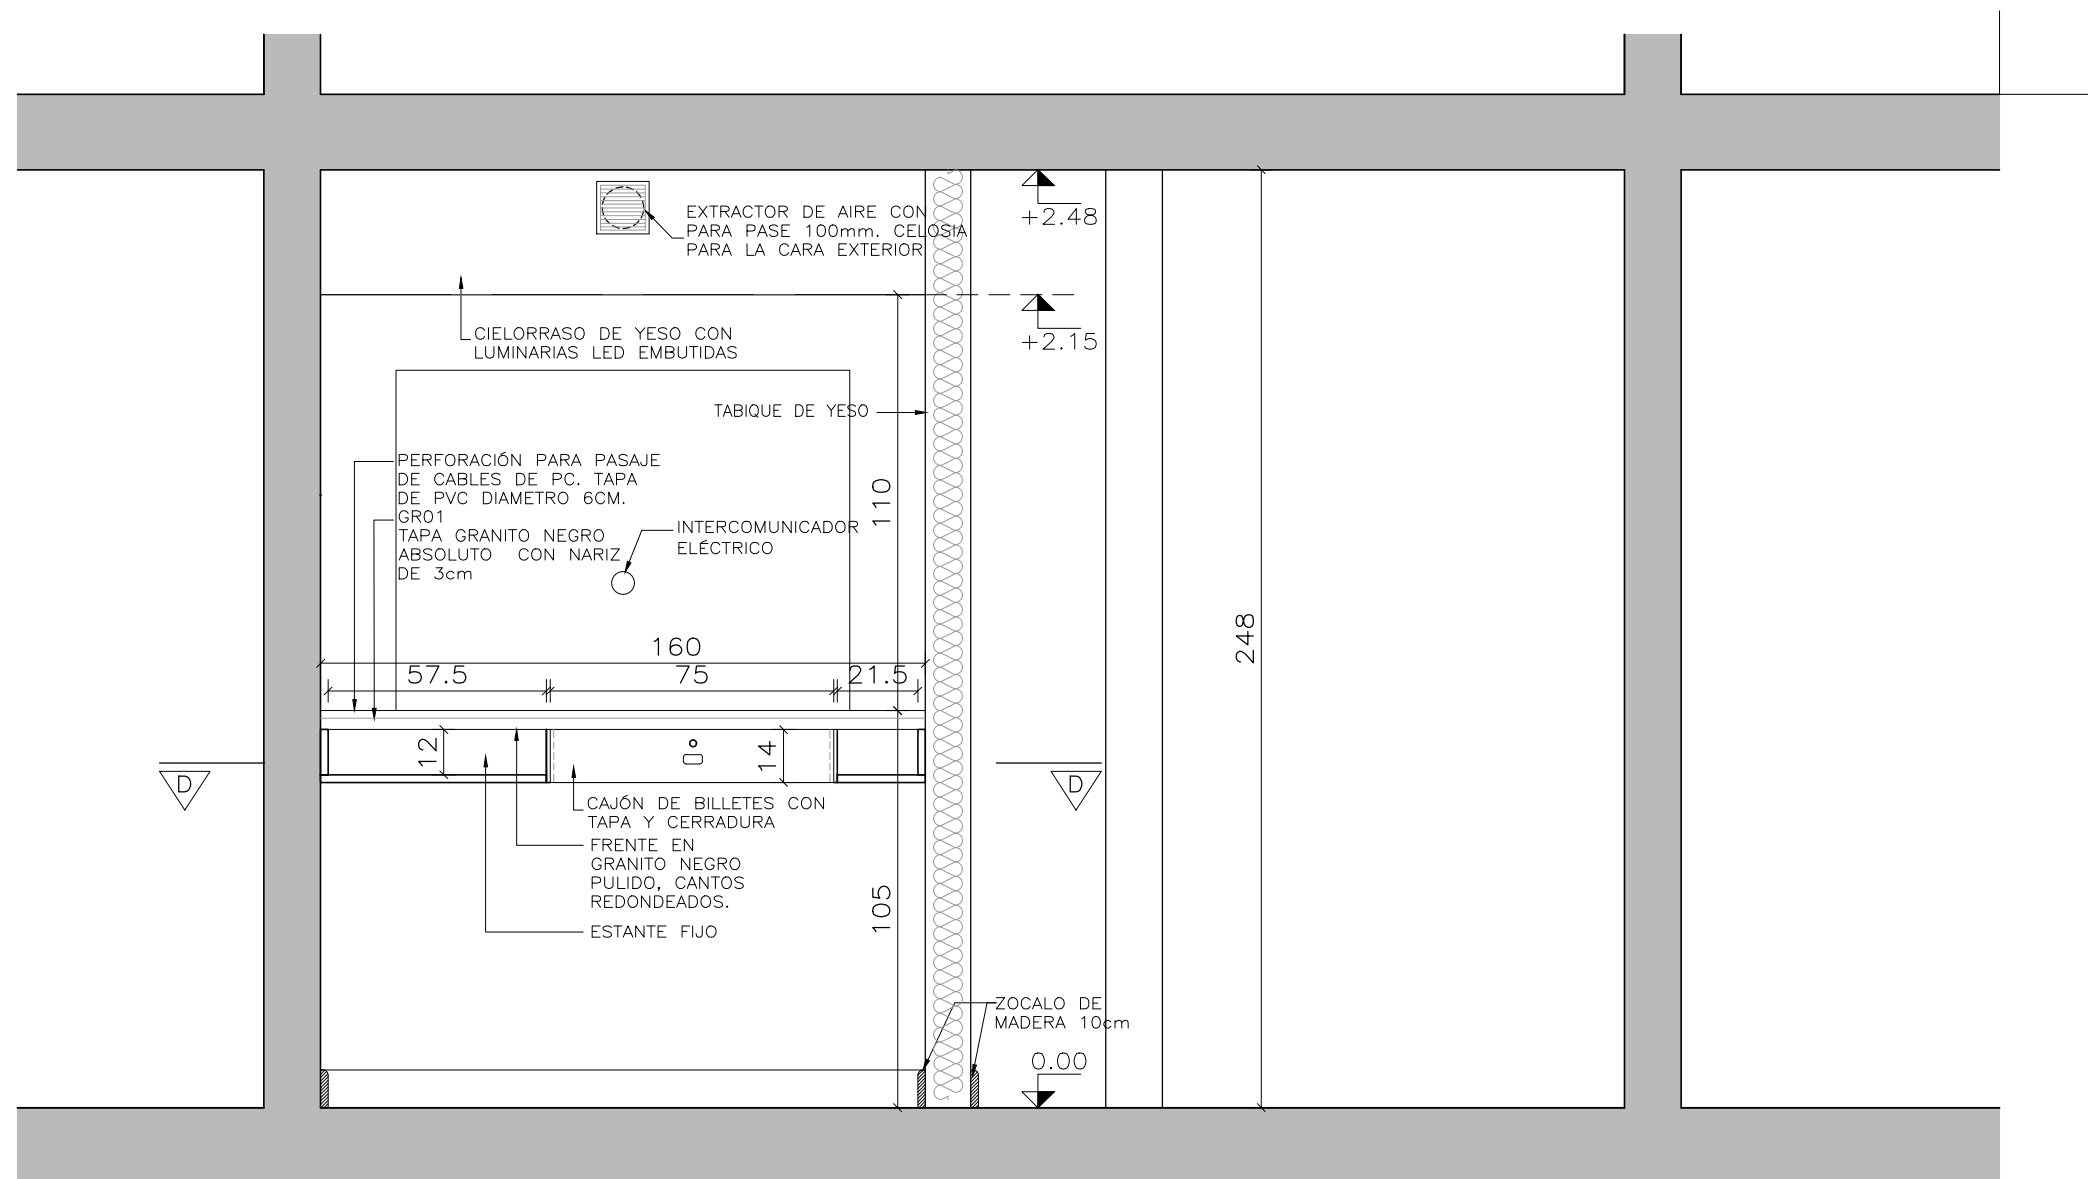 EXTRACTOR DE AIRE CON
PARA PASE 100mm. CELOSIA
PARA LA CARA EXTERIOR
+2.48
+2.15
CIELORRASO DE YESO CON
LUMINARIAS LED EMBUTIDAS
TABIQUE DE YESO
PERFORACIÓN PARA PASAJE
DE CABLES DE PC. TAPA
DE PVC DIAMETRO 6CM.
GR01
TAPA GRANITO NEGRO
ABSOLUTO CON NARIZ
DE 3cm
INTERCOMUNICADOR
ELÉCTRICO
110
248
160
57.5
75
21.5
12
14
D
D
CAJÓN DE BILLETES CON
TAPA Y CERRADURA
FRENTE EN
GRANITO NEGRO
PULIDO, CANTOS
REDONDEADOS.
ESTANTE FIJO
105
ZOCALO DE
MADERA 10cm
0.00